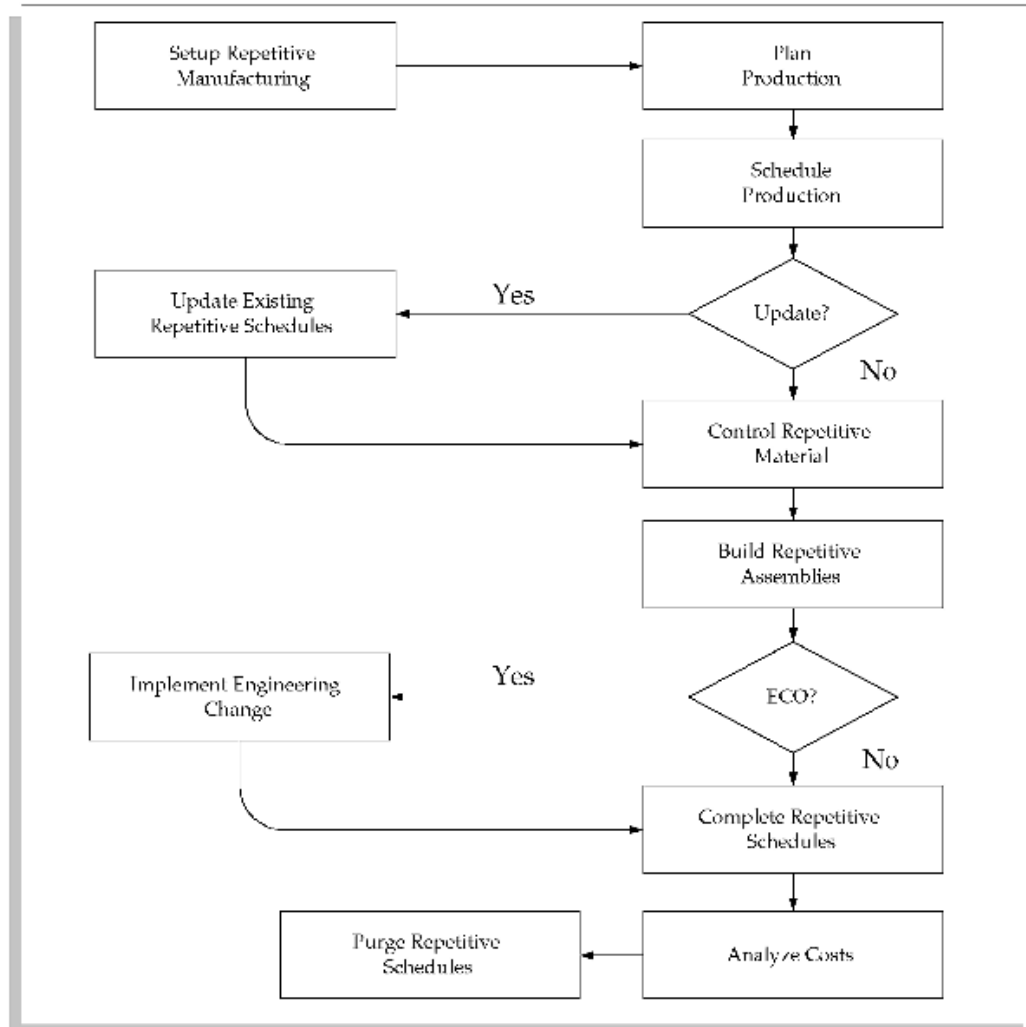 Setup Repetitive
Manufacturing
Plan
Production
Schedule
Production
Update?
Yes
Update Existing
Repetitive Schedules
No
Control Repetitive
Material
Build Repetitive
Assemblies
ECO?
Yes
Implement Engineering
Change
No
Complete Repetitive
Schedules
Analyze Costs
Purge Repetitive
Schedules